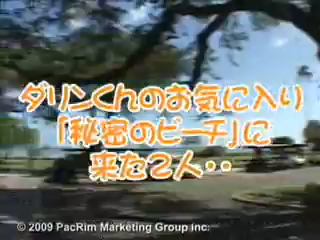 ダリンくんのお気に入り
「秘密のビーチ」に
来た2人・・
© 2009 PacRim Marketing Group Inc.